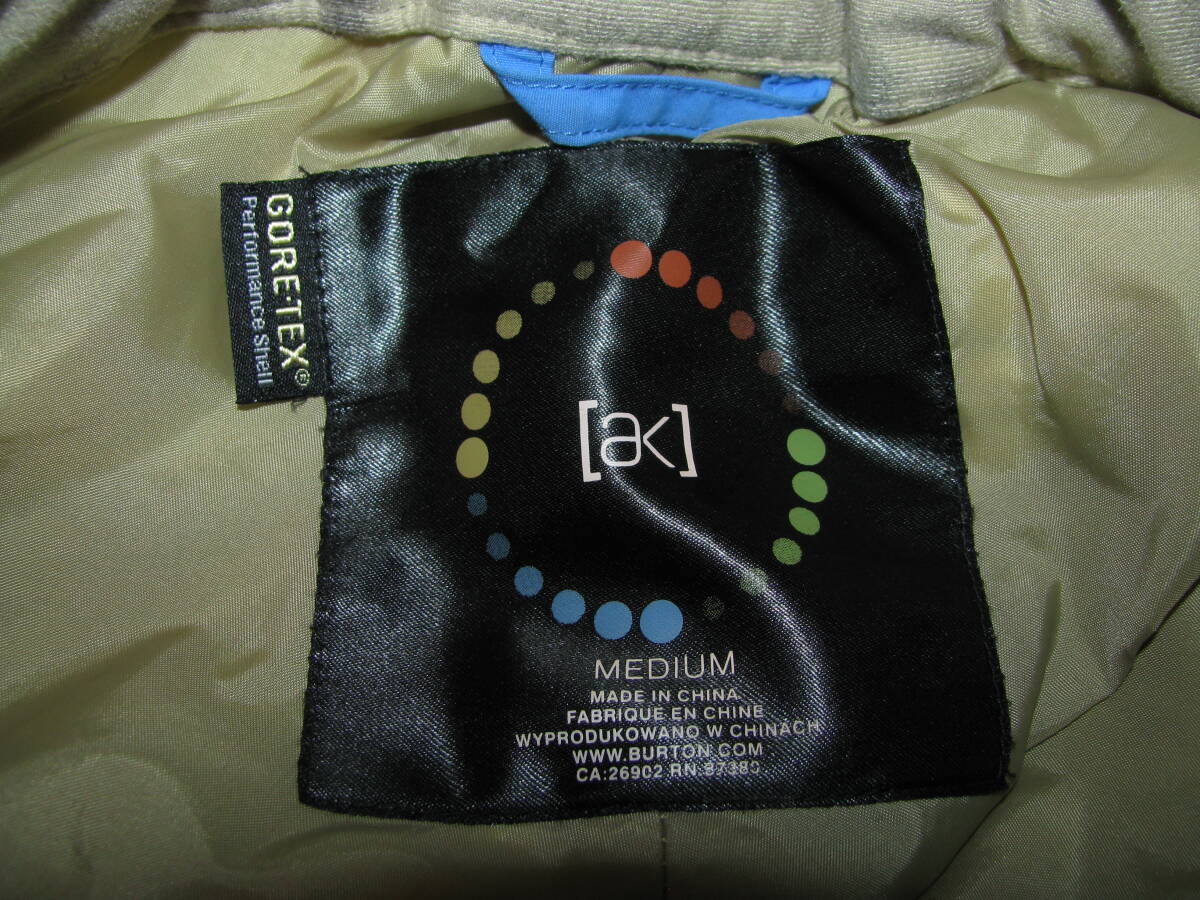 GORE-TEX®
Performance Shell
[ak]
MEDIUM
MADE IN CHINA
FABRIQUE EN CHINE
WYPRODUKOWANO W CHINACH
WWW.BURTON.COM
CA:26902 RN:87380